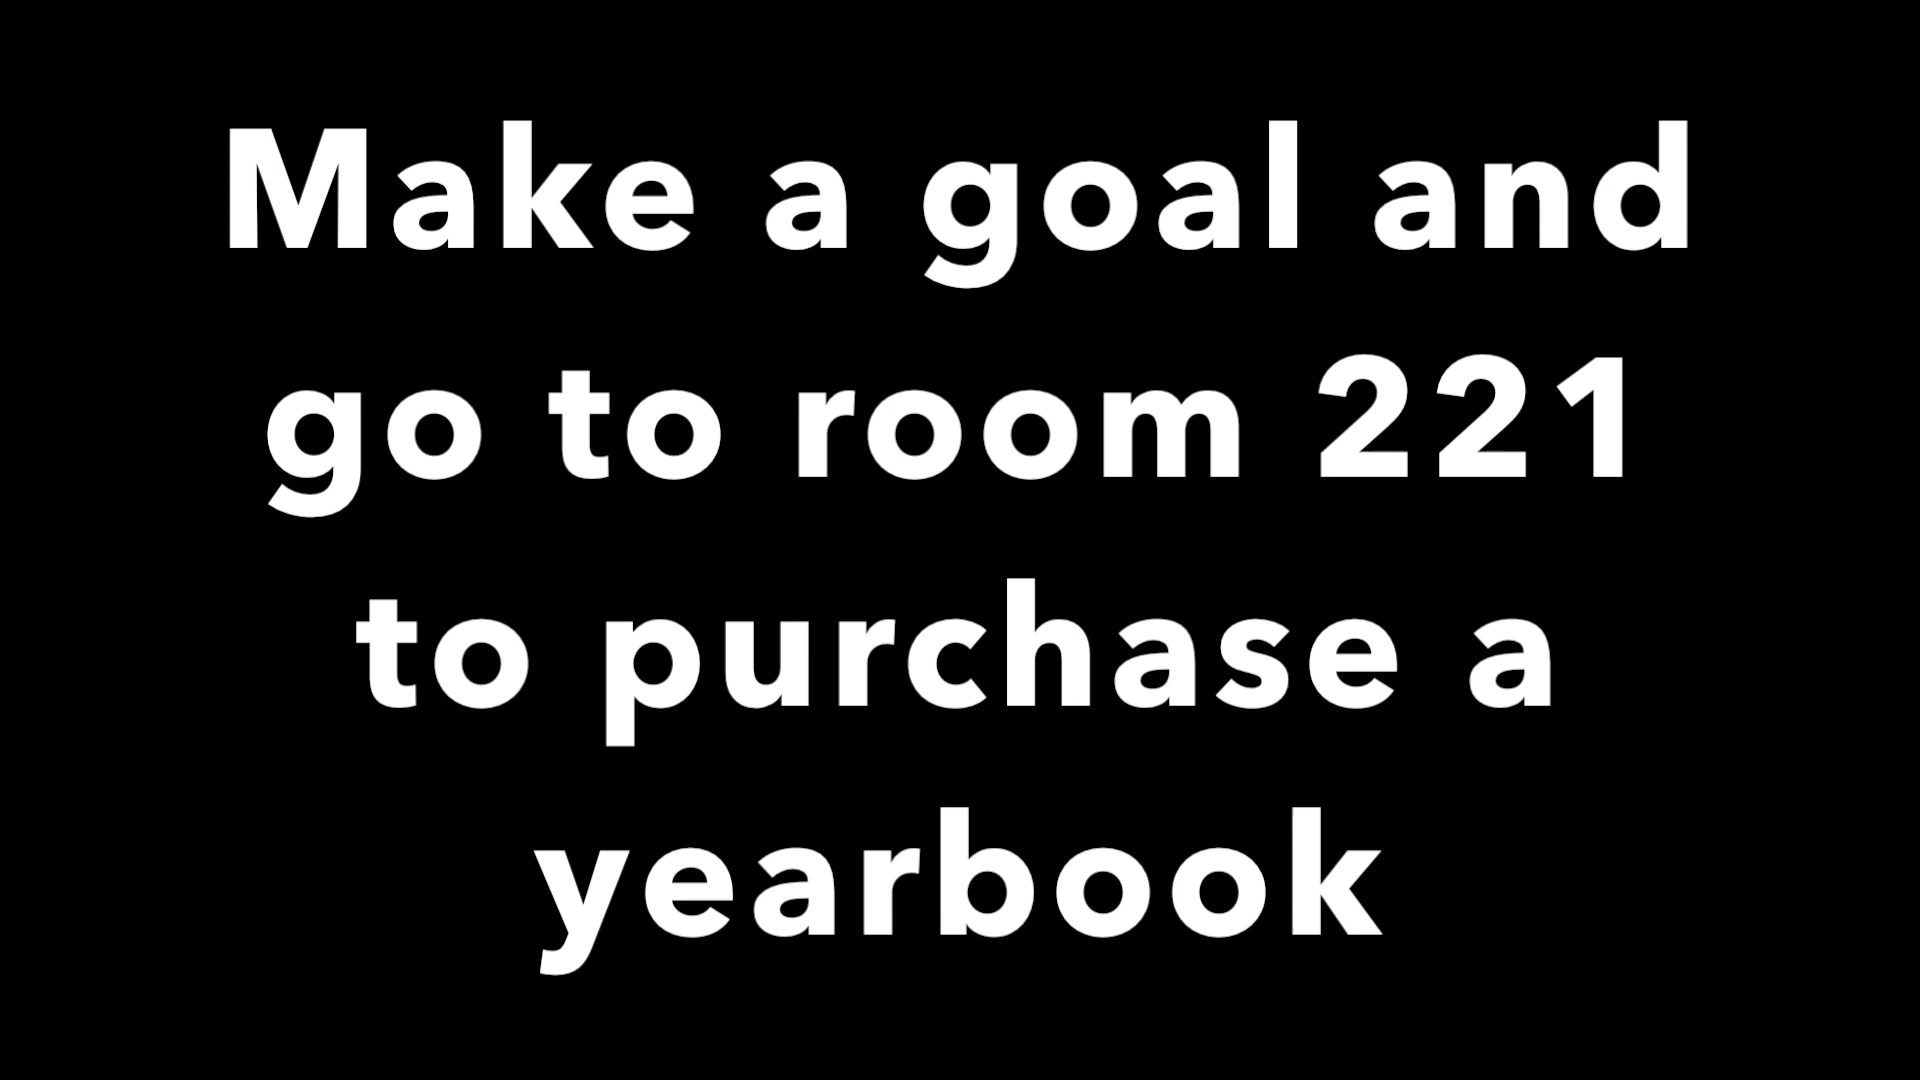 Make a goal and
go to room 221
to purchase a
yearbook